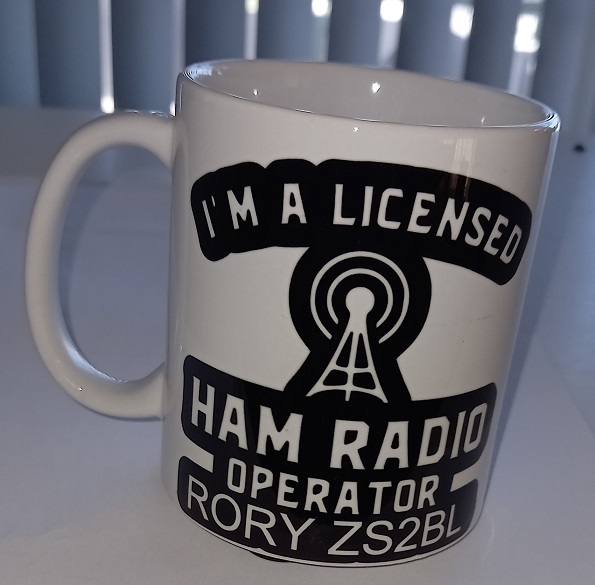 I'M A LICENSED
HAM RADIO
OPERATOR
RORY ZS2BL